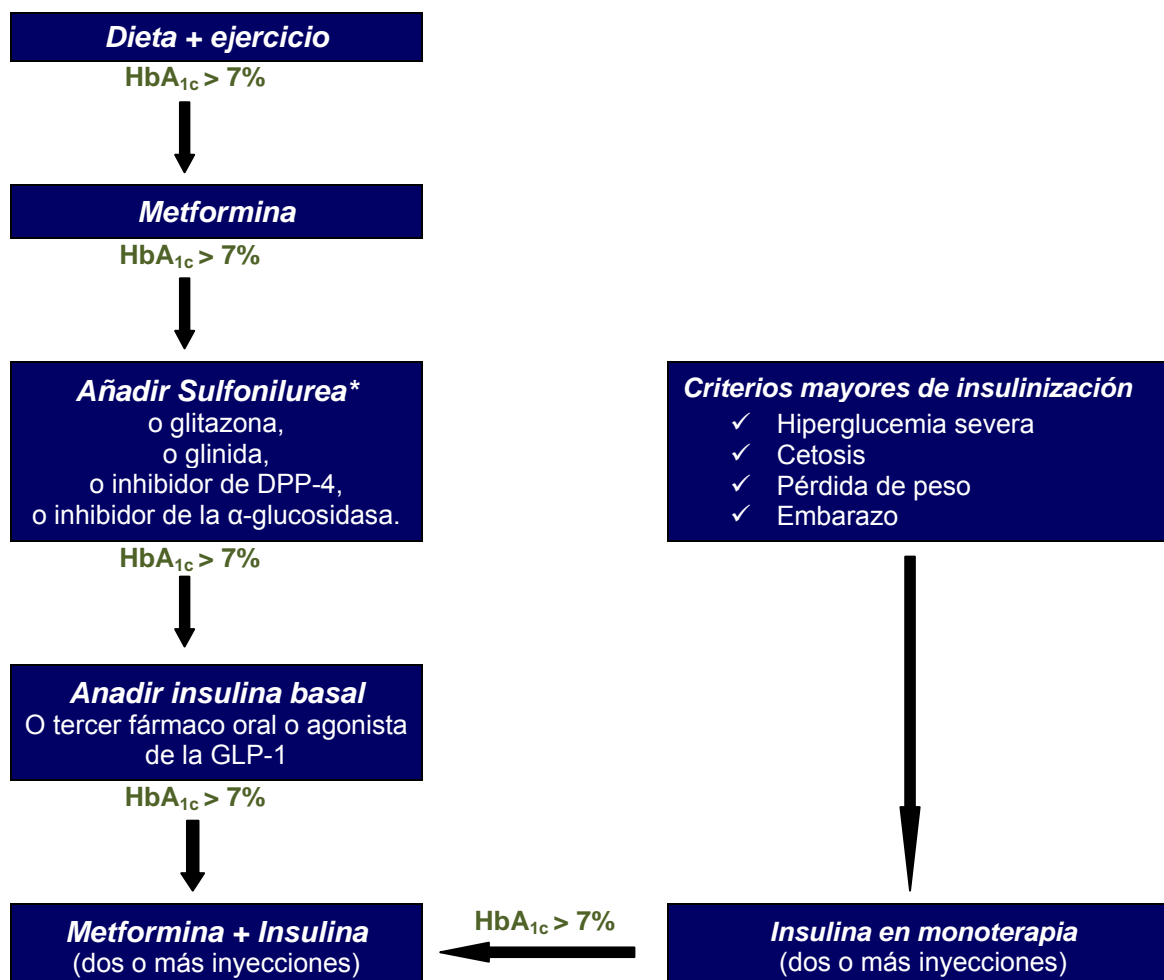 Dieta + ejercicio
HbA1c > 7%
Metformina
HbA1c > 7%
Añadir Sulfonilurea*
o glitazona,
o glinida,
o inhibidor de DPP-4,
o inhibidor de la α-glucosidasa.
HbA1c > 7%
Anadir insulina basal
O tercer fármaco oral o agonista
de la GLP-1
HbA1c > 7%
Metformina + Insulina
(dos o más inyecciones)
Criterios mayores de insulinización
✓ Hiperglucemia severa
✓ Cetosis
✓ Pérdida de peso
✓ Embarazo
HbA1c > 7%
Insulina en monoterapia
(dos o más inyecciones)